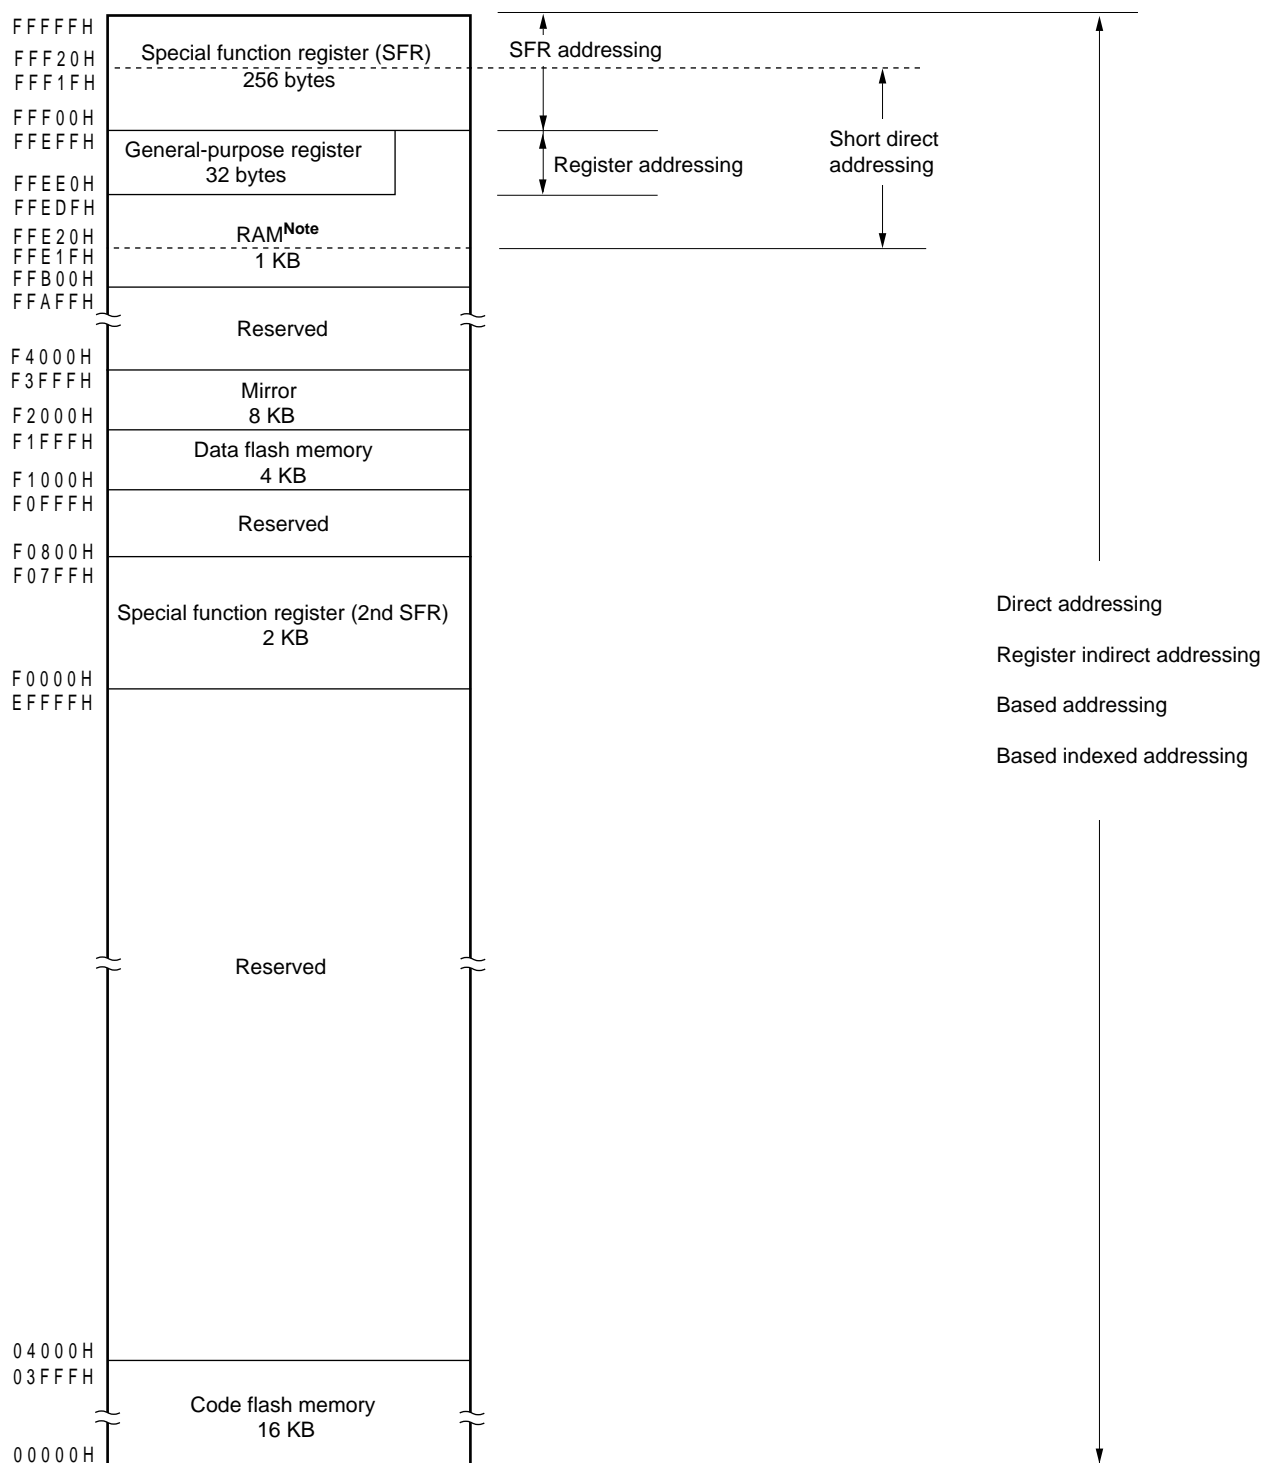 FFFFFH
FFF20H
FFF1FH
FFF00H
FFEFFH
FFEE0H
FFEDFH
FFE20H
FFE1FH
FFB00H
FFAFFH
F4000H
F3FFFH
F2000H
F1FFFH
F1000H
F0FFFH
F0800H
F07FFH
F0000H
EFFFFH
04000H
03FFFH
00000H
Special function register (SFR)
256 bytes
General-purpose register
32 bytes
RAMNote
1 KB
Reserved
Mirror
8 KB
Data flash memory
4 KB
Reserved
Special function register (2nd SFR)
2 KB
Reserved
Code flash memory
16 KB
SFR addressing
Register addressing
Short direct
addressing
Direct addressing
Register indirect addressing
Based addressing
Based indexed addressing